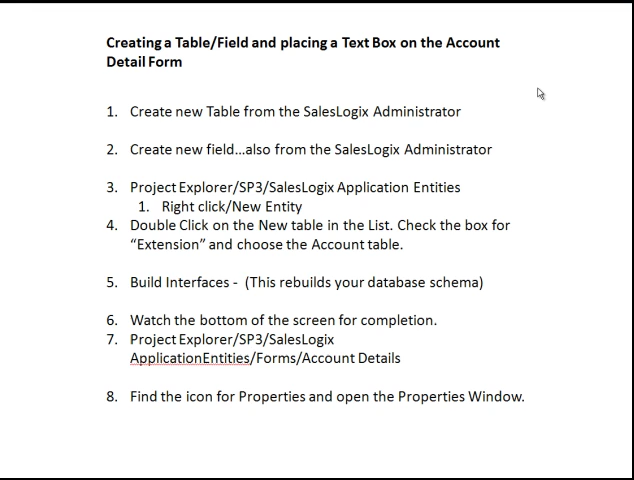 Creating a Table/Field and placing a Text Box on the Account
Detail Form
1. Create new Table from the SalesLogix Administrator
2. Create new field...also from the SalesLogix Administrator
3. Project Explorer/SP3/SalesLogix Application Entities
1. Right click/New Entity
4. Double Click on the New table in the List. Check the box for
“Extension” and choose the Account table.
5. Build Interfaces - (This rebuilds your database schema)
6. Watch the bottom of the screen for completion.
7. Project Explorer/SP3/SalesLogix
ApplicationEntities/Forms/Account Details
8. Find the icon for Properties and open the Properties Window.